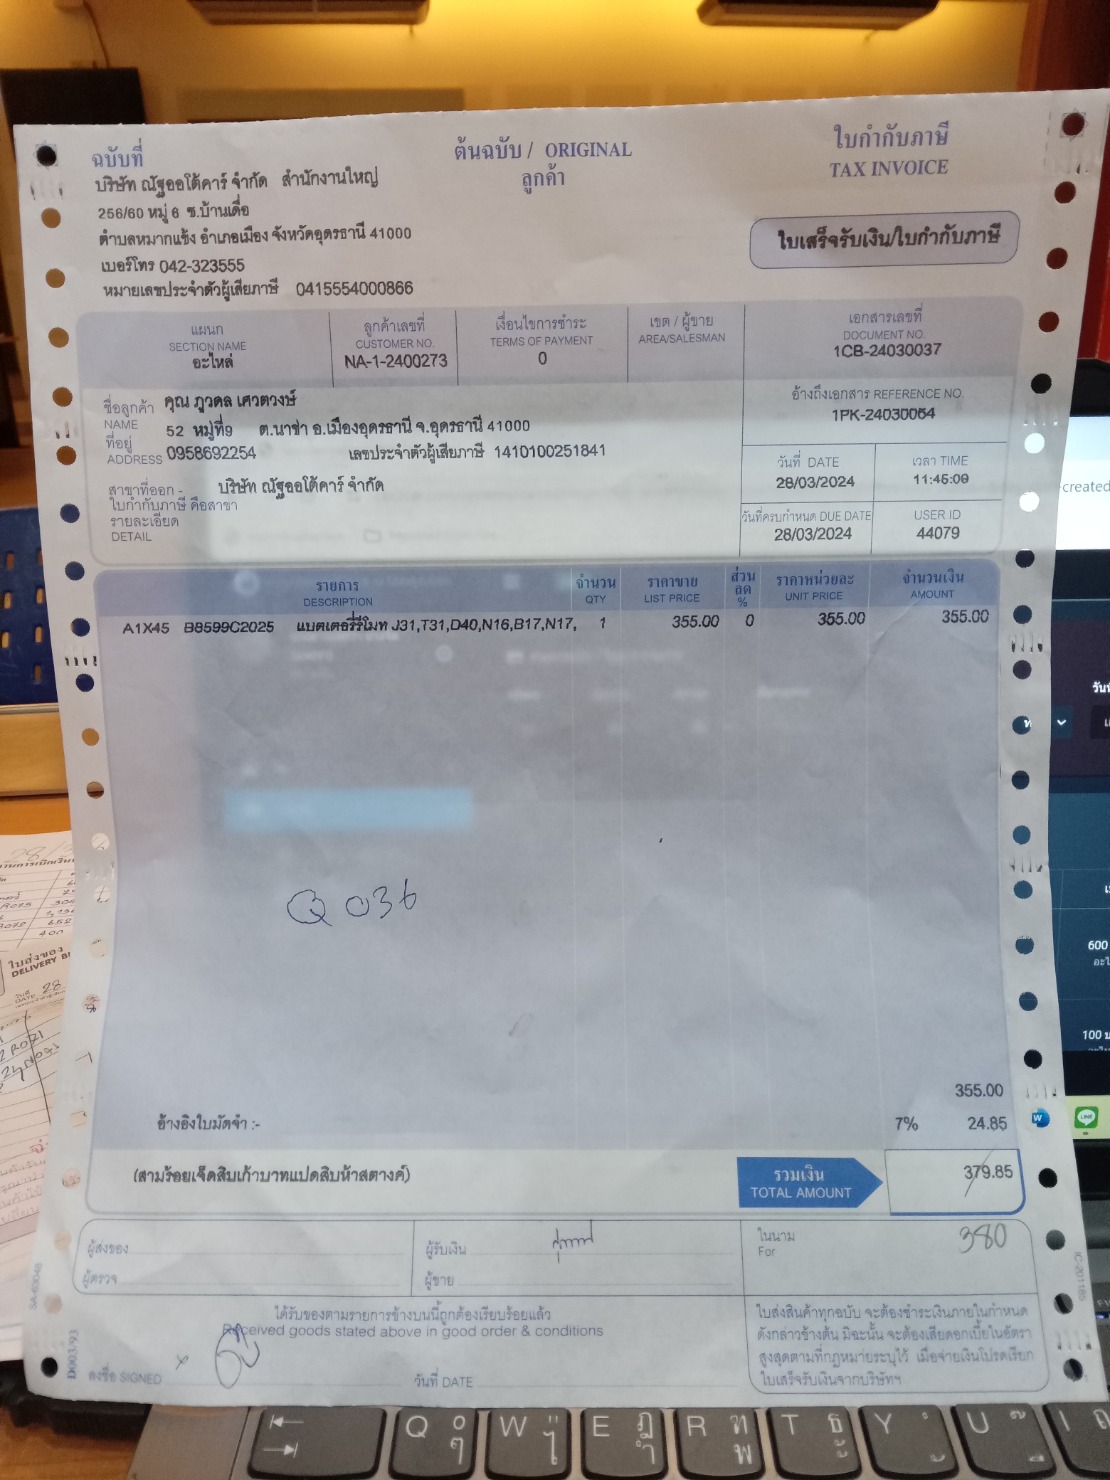 ฉบับที่
ต้นฉบับ / ORIGINAL
ลูกค้า
ใบกำกับภาษี
TAX INVOICE
บริษัท ณัฐออโต้คาร์ จำกัด สำนักงานใหญ่
256/60 หมู่ 6 ซ.บ้านเดื่อ
ตำบลหมากแข้ง อำเภอเมือง จังหวัดอุดรธานี 41000
เบอร์โทร 042-323555
หมายเลขประจำตัวผู้เสียภาษี 0415554000866
ใบเสร็จรับเงิน/ใบกำกับภาษี
แผนก
SECTION NAME
อะไหล่
ลูกค้าเลขที่
CUSTOMER NO.
NA-1-2400273
เงื่อนไขการชำระ
TERMS OF PAYMENT
0
เขต / ผู้ขาย
AREA/SALESMAN
เอกสารเลขที่
DOCUMENT NO.
1CB-24030037
ชื่อลูกค้า คุณ ภูวดล เศวตวงษ์
NAME
52 หมู่ที่9 ต.นาข่า อ.เมืองอุดรธานี จ.อุดรธานี 41000
ที่อยู่
ADDRESS 0958692254 เลขประจำตัวผู้เสียภาษี 1410100251841
สาขาที่ออก - บริษัท ณัฐออโต้คาร์ จำกัด
ใบกำกับภาษี คือสาขา
รายละเอียด
DETAIL
อ้างถึงเอกสาร REFERENCE NO.
1PK-24030064
วันที่ DATE
28/03/2024
เวลา TIME
11:45:09
วันที่ครบกำหนด DUE DATE
28/03/2024
USER ID
44079
รายการ
DESCRIPTION
จำนวน
QTY
ราคาขาย
LIST PRICE
ส่วน
ลด
%
ราคาหน่วยละ
UNIT PRICE
จำนวนเงิน
AMOUNT
A1X45 B8599C2025 แบตเตอรี่รีโมท J31,T31,D40,N16,B17,N17, 1 355.00 0 355.00 355.00
Q 036
355.00
อ้างอิงใบมัดจำ :- 7% 24.85
(สามร้อยเจ็ดสิบเก้าบาทแปดสิบห้าสตางค์)
รวมเงิน
TOTAL AMOUNT
379.85
ผู้ส่งของ
ผู้ตรวจ
ผู้รับเงิน
ผู้ขาย
ในนาม
For
380
ได้รับของตามรายการข้างบนนี้ถูกต้องเรียบร้อยแล้ว
Received goods stated above in good order & conditions
ลงชื่อ SIGNED
วันที่ DATE
ใบส่งสินค้าทุกฉบับ จะต้องชำระเงินภายในกำหนด
ดังกล่าวข้างต้น มิฉะนั้น จะต้องเสียดอกเบี้ยในอัตรา
สูงสุดตามที่กฎหมายระบุไว้ เมื่อจ่ายเงินโปรดเรียก
ใบเสร็จรับเงินจากบริษัทฯ
D003/93
created
600
100
ใบส่งของ
Q W E R T Y U I